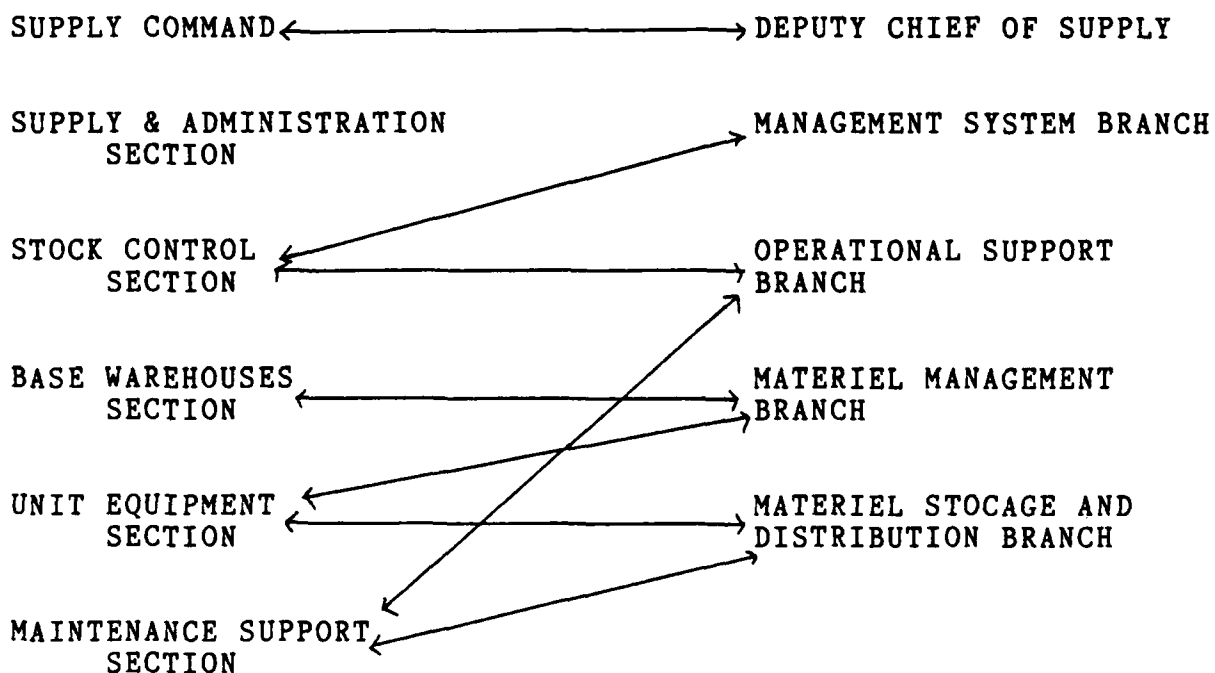 SUPPLY COMMAND
DEPUTY CHIEF OF SUPPLY
SUPPLY & ADMINISTRATION
SECTION
MANAGEMENT SYSTEM BRANCH
STOCK CONTROL
SECTION
OPERATIONAL SUPPORT
BRANCH
BASE WAREHOUSES
SECTION
MATERIEL MANAGEMENT
BRANCH
UNIT EQUIPMENT
SECTION
MATERIEL STOCAGE AND
DISTRIBUTION BRANCH
MAINTENANCE SUPPORT
SECTION